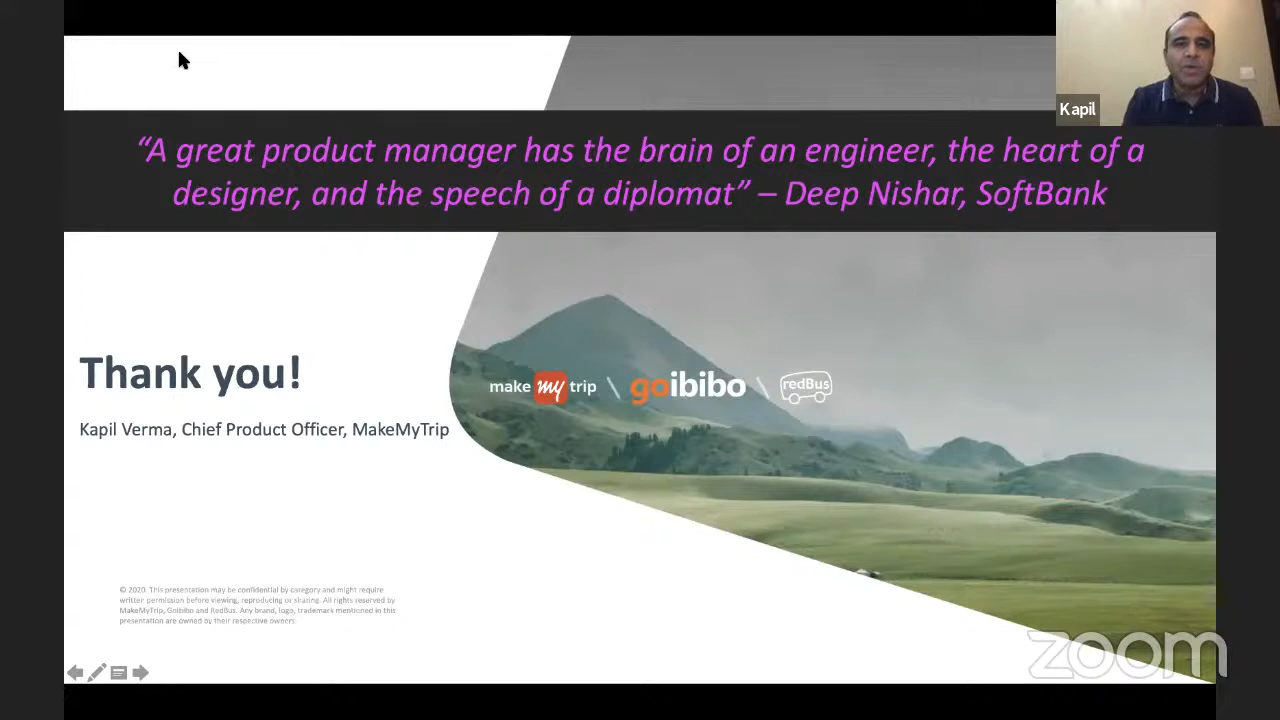 Kapil
“A great product manager has the brain of an engineer, the heart of a
designer, and the speech of a diplomat” – Deep Nishar, SoftBank
Thank you!
make my trip \ goibibo \ redBus
Kapil Verma, Chief Product Officer, MakeMyTrip
© 2020. This presentation may be confidential by category and might require
written permission before viewing, reproducing or sharing. All rights reserved by
MakeMyTrip, Goibibo and RedBus. Any brand, logo, trademark mentioned in this
presentation are owned by their respective owners.
zoom